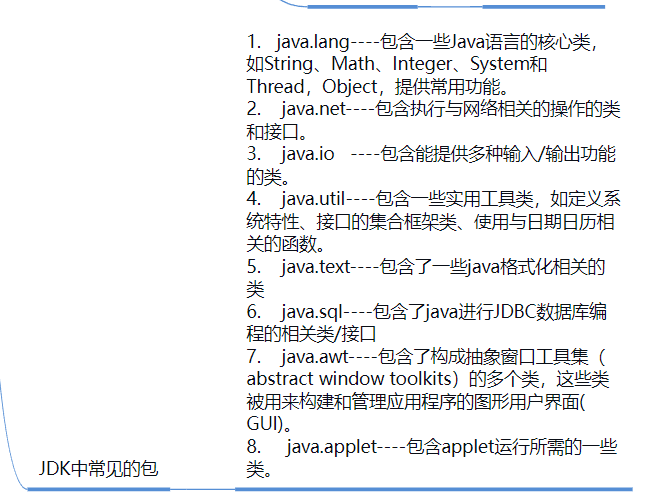 1. java.lang----包含一些Java语言的核心类，
如String、Math、Integer、System和
Thread，Object，提供常用功能。
2. java.net----包含执行与网络相关的操作的类
和接口。
3. java.io ----包含能提供多种输入/输出功能
的类。
4. java.util----包含一些实用工具类，如定义系
统特性、接口的集合框架类、使用与日期日历相
关的函数。
5. java.text----包含了一些java格式化相关的
类
6. java.sql----包含了java进行JDBC数据库编
程的相关类/接口
7. java.awt----包含了构成抽象窗口工具集（
abstract window toolkits）的多个类，这些类
被用来构建和管理应用程序的图形用户界面(
GUI)。
8. java.applet----包含applet运行所需的一些
类。
JDK中常见的包